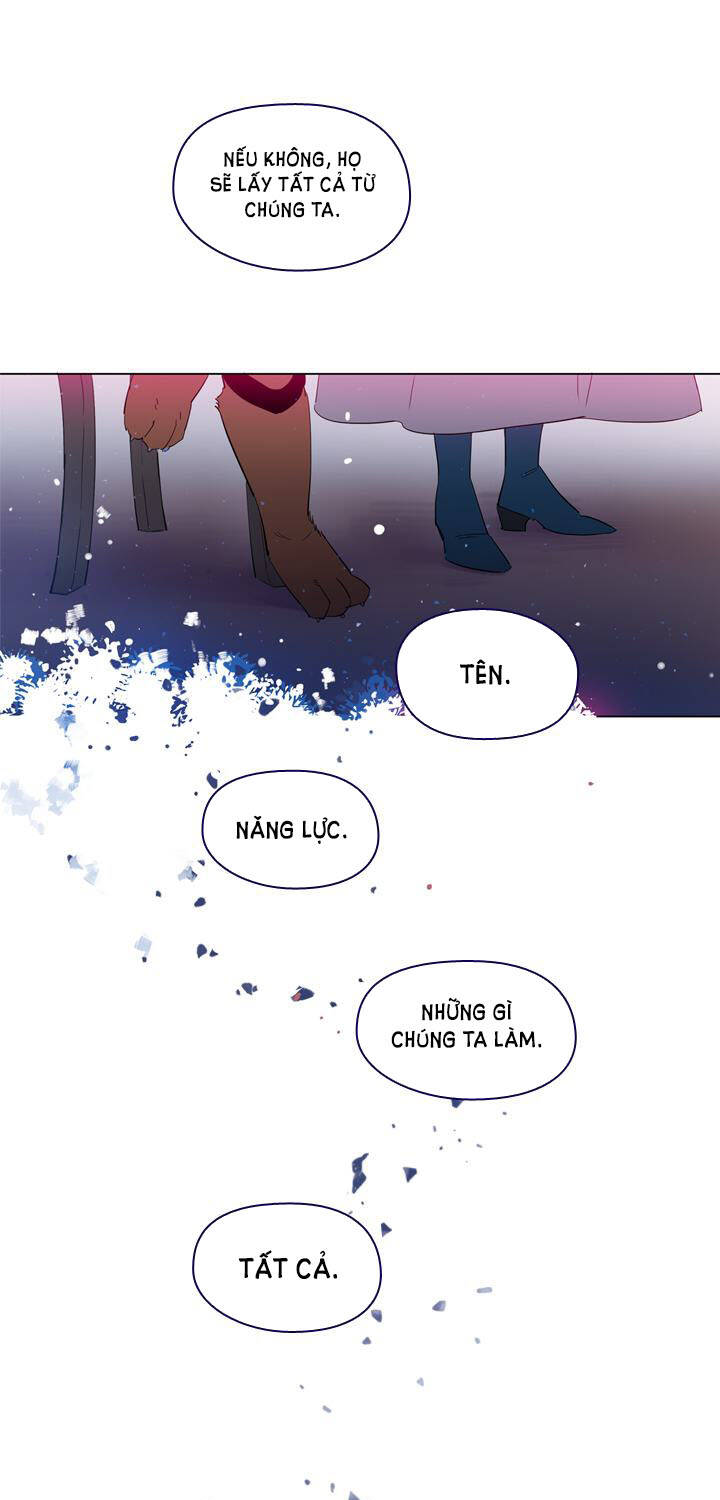 NẾU KHÔNG, HỌ
SẼ LẤY TẤT CẢ TỪ
CHÚNG TA.
TÊN.
NĂNG LỰC.
NHỮNG GÌ
CHÚNG TA LÀM.
TẤT CẢ.